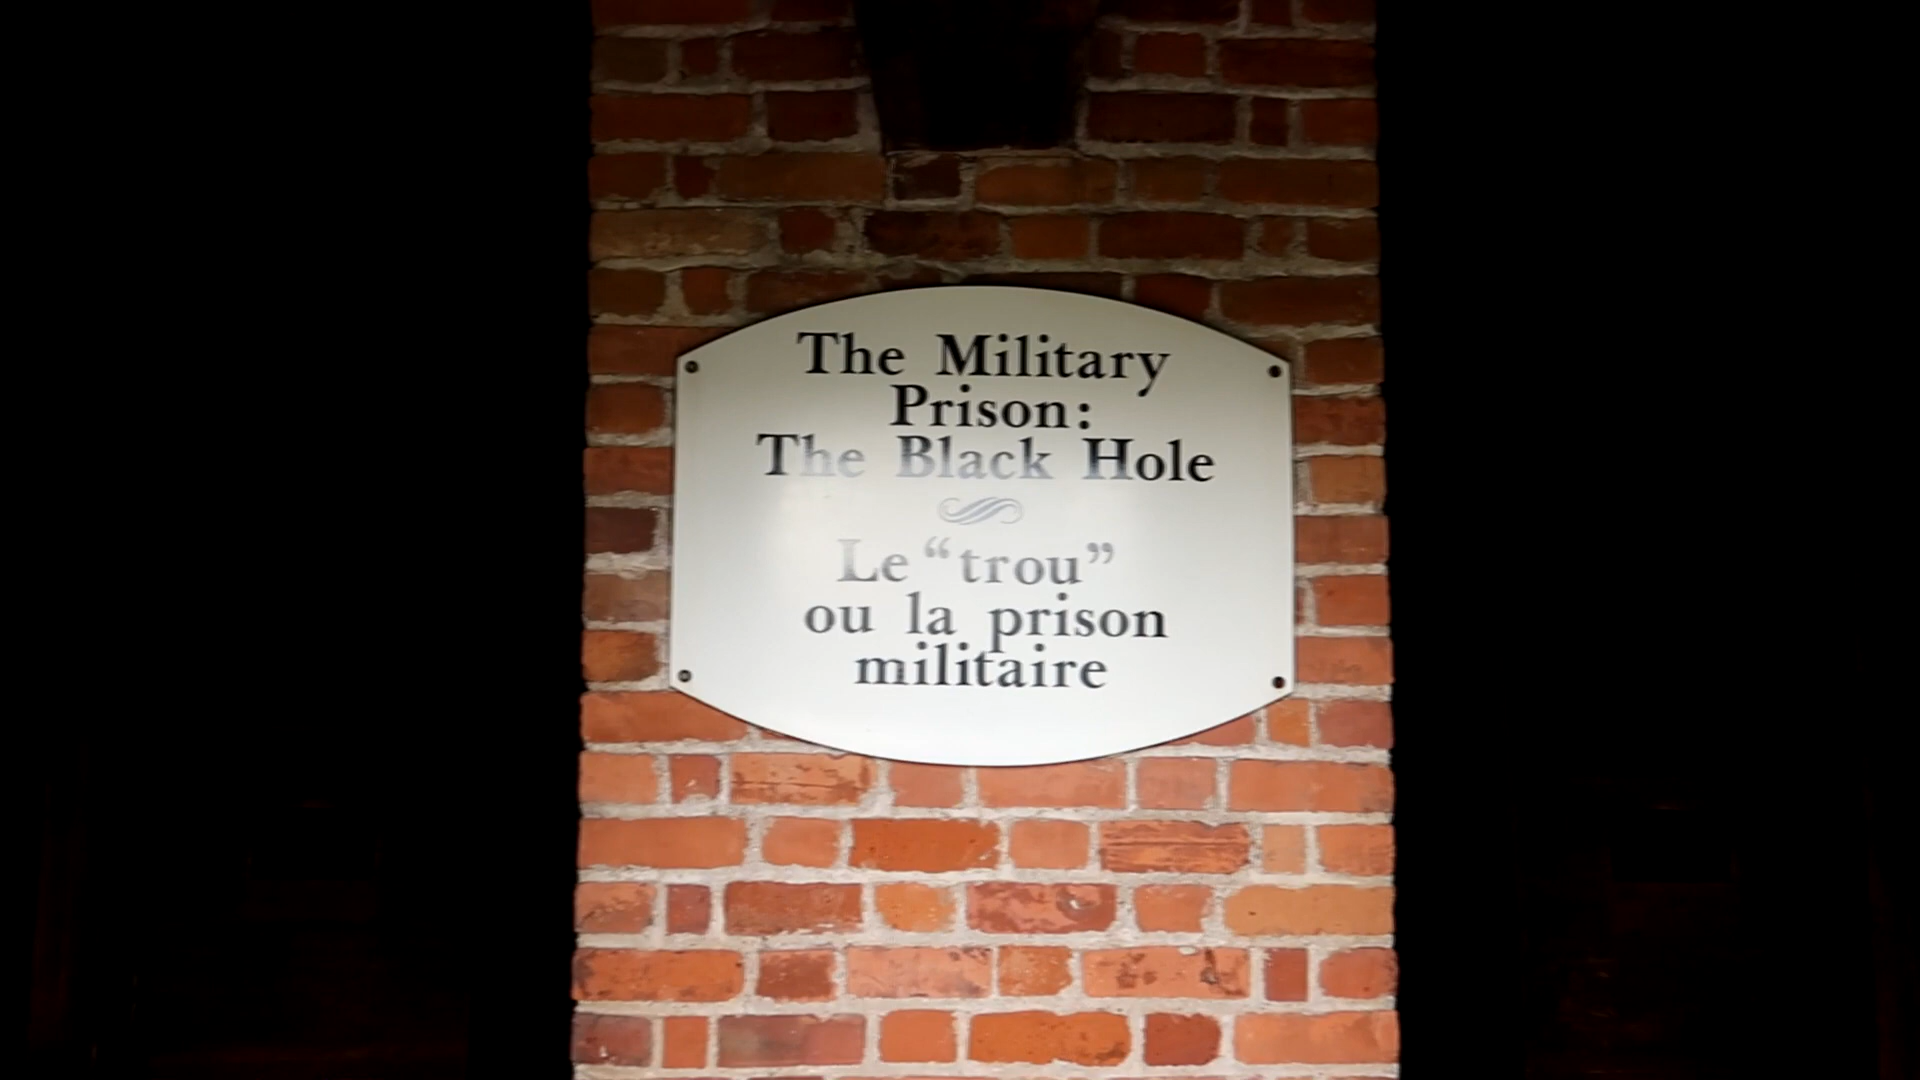 The Military
Prison:
The Black Hole
Le “trou”
ou la prison
militaire